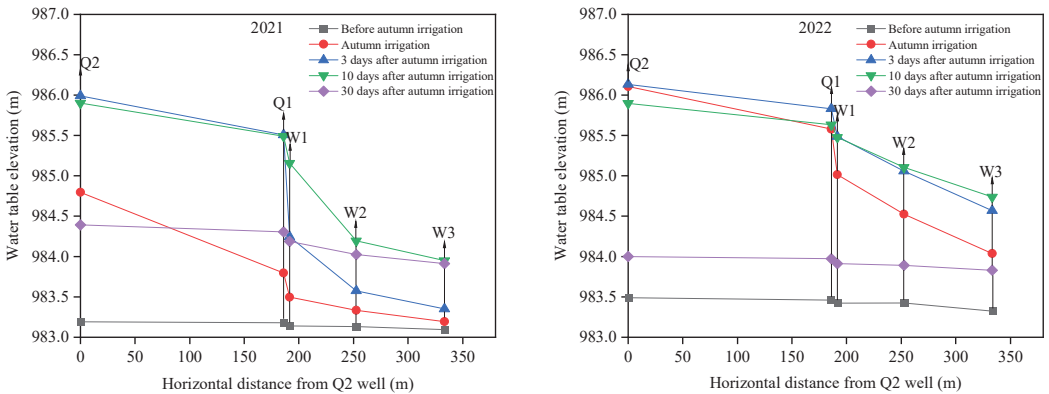 2021
Before autumn irrigation
Autumn irrigation
3 days after autumn irrigation
10 days after autumn irrigation
30 days after autumn irrigation
Q2
Q1
W1
W2
W3
987.0
986.5
986.0
985.5
985.0
984.5
984.0
983.5
983.0
Water table elevation (m)
0 50 100 150 200 250 300 350
Horizontal distance from Q2 well (m)
2022
Before autumn irrigation
Autumn irrigation
3 days after autumn irrigation
10 days after autumn irrigation
30 days after autumn irrigation
Q2
Q1
W1
W2
W3
987.0
986.5
986.0
985.5
985.0
984.5
984.0
983.5
983.0
Water table elevation (m)
0 50 100 150 200 250 300 350
Horizontal distance from Q2 well (m)